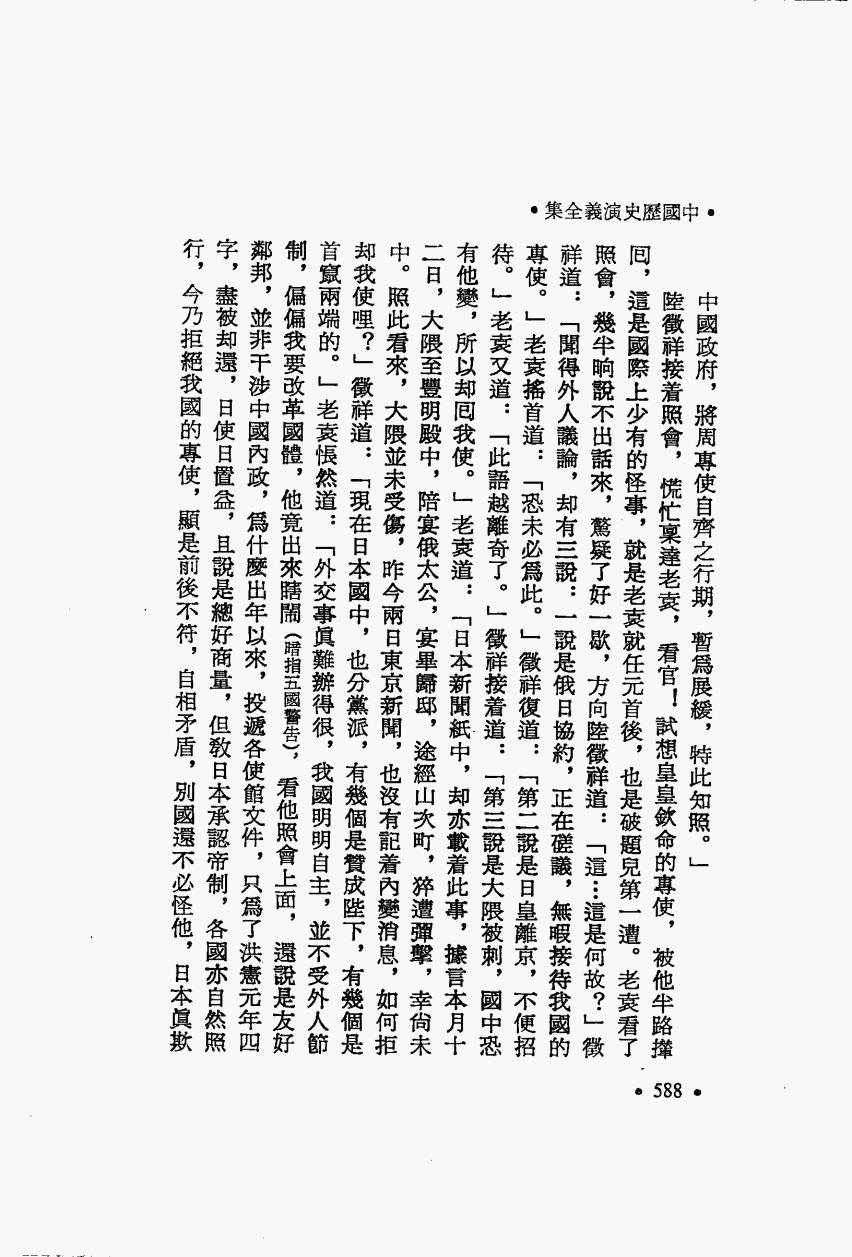 •中國歷史演義全集•
中國政府，將周專使自齊之行期，暫爲展緩，特此知照。」
陸徵祥接着照會，慌忙稟達老袁，看官！試想皇皇欽命的專使，被他半路攆
囘，這是國際上少有的怪事，就是老袁就任元首後，也是破題兒第一遭。老袁看了
照會，幾半晌說不出話來，驚疑了好一歇，方向陸徵祥道：「這…這是何故？」徵
祥道：「聞得外人議論，却有三說：一說是俄日協約，正在磋議，無暇接待我國的
專使。」老袁搖首道：「恐未必爲此。」徵祥復道：「第二說是日皇離京，不便招
待。」老袁又道：「此語越離奇了。」徵祥接着道：「第三說是大隈被刺，國中恐
有他變，所以却囘我使。」老袁道：「日本新聞紙中，却亦載着此事，據言本月十
二日，大隈至豐明殿中，陪宴俄太公，宴畢歸邸，途經山次町，猝遭彈擊，幸尙未
中。照此看來，大隈並未受傷，昨今兩日東京新聞，也沒有記着內變消息，如何拒
却我使哩？」徵祥道：「現在日本國中，也分黨派，有幾個是贊成陛下，有幾個是
首竄兩端的。」老袁悵然道：「外交事眞難辦得很，我國明明自主，並不受外人節
制，偏偏我要改革國體，他竟出來瞎鬧（暗指五國警告），看他照會上面，還說是友好
鄰邦，並非干涉中國內政，爲什麼出年以來，投遞各使館文件，只爲了洪憲元年四
字，盡被却還，日使日置益，且說是總好商量，但敎日本承認帝制，各國亦自然照
行，今乃拒絕我國的專使，顯是前後不符，自相矛盾，別國還不必怪他，日本眞欺
•588•